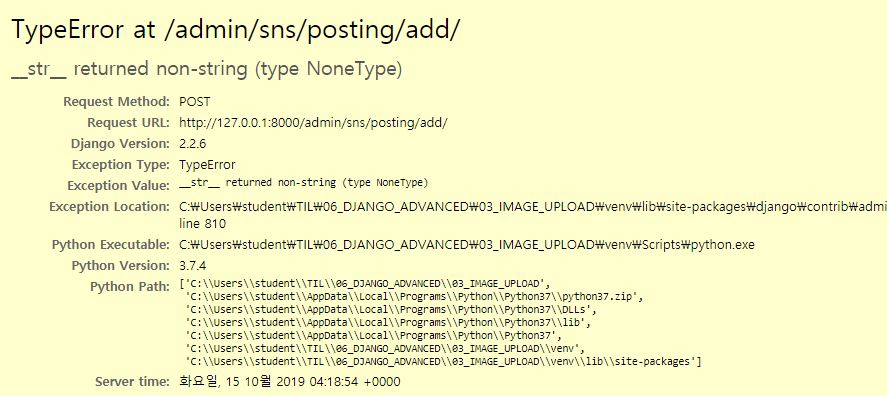 TypeError at /admin/sns/posting/add/
__str__ returned non-string (type NoneType)
Request Method: POST
Request URL: http://127.0.0.1:8000/admin/sns/posting/add/
Django Version: 2.2.6
Exception Type: TypeError
Exception Value: __str__ returned non-string (type NoneType)
Exception Location: C:₩Users₩student₩TIL₩06_DJANGO_ADVANCED₩03_IMAGE_UPLOAD₩venv₩lib₩site-packages₩django₩contrib₩admi
line 810
Python Executable: C:₩Users₩student₩TIL₩06_DJANGO_ADVANCED₩03_IMAGE_UPLOAD₩venv₩Scripts₩python.exe
Python Version: 3.7.4
Python Path: ['C:\\Users\\student\\TIL\\06_DJANGO_ADVANCED\\03_IMAGE_UPLOAD',
'C:\\Users\\student\\AppData\\Local\\Programs\\Python\\Python37\\python37.zip',
'C:\\Users\\student\\AppData\\Local\\Programs\\Python\\Python37\\DLLs',
'C:\\Users\\student\\AppData\\Local\\Programs\\Python\\Python37\\lib',
'C:\\Users\\student\\AppData\\Local\\Programs\\Python\\Python37',
'C:\\Users\\student\\TIL\\06_DJANGO_ADVANCED\\03_IMAGE_UPLOAD\\venv',
'C:\\Users\\student\\TIL\\06_DJANGO_ADVANCED\\03_IMAGE_UPLOAD\\venv\\lib\\site-packages']
Server time: 화요일, 15 10월 2019 04:18:54 +0000